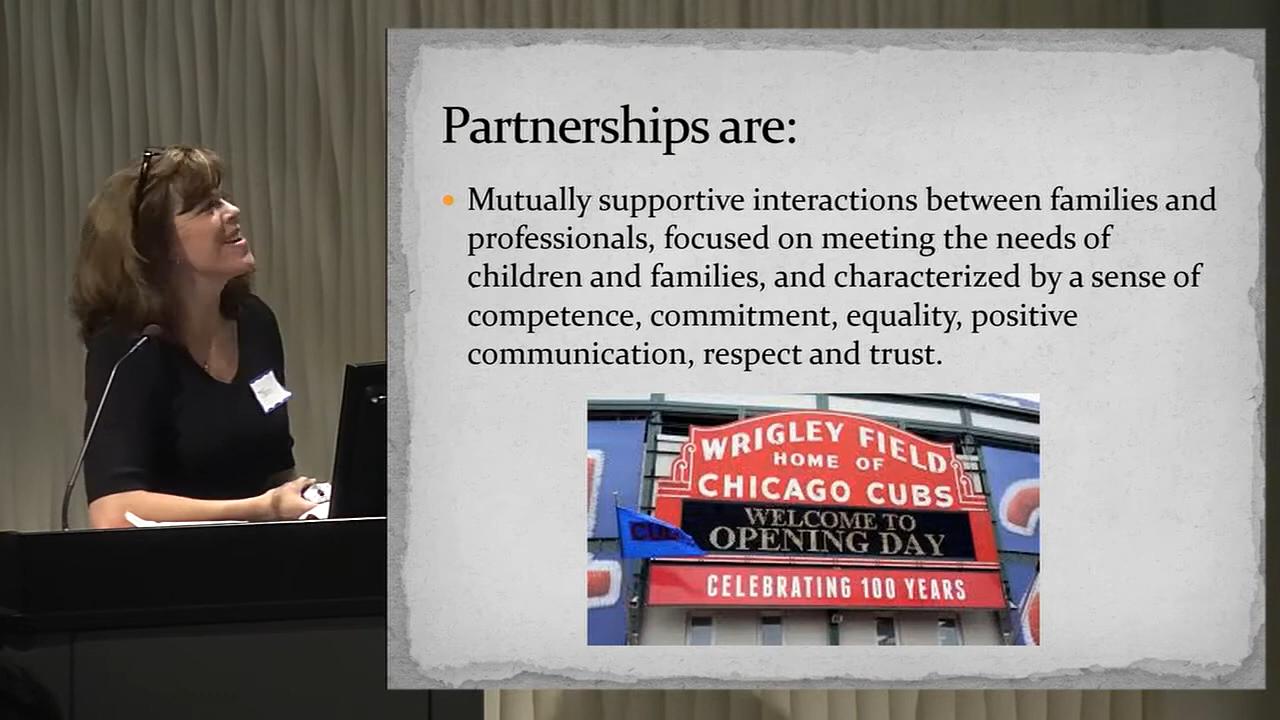 Partnerships are:
Mutually supportive interactions between families and
professionals, focused on meeting the needs of
children and families, and characterized by a sense of
competence, commitment, equality, positive
communication, respect and trust.
WRIGLEY FIELD
HOME OF
CHICAGO CUBS
WELCOME TO
OPENING DAY
CELEBRATING 100 YEARS